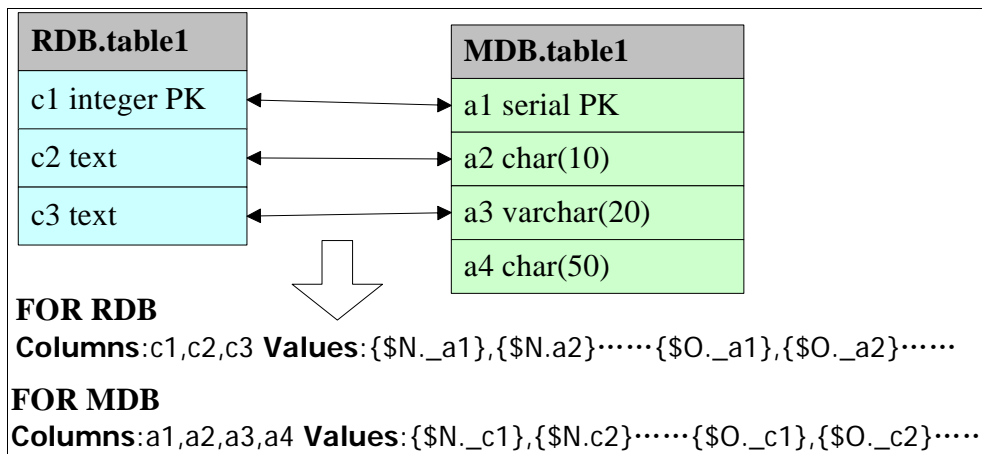 RDB.table1
c1 integer PK
c2 text
c3 text
MDB.table1
a1 serial PK
a2 char(10)
a3 varchar(20)
a4 char(50)
FOR RDB
Columns:c1,c2,c3 Values:{$N._a1},{$N.a2}⋯⋯{$O._a1},{$O._a2}⋯⋯
FOR MDB
Columns:a1,a2,a3,a4 Values:{$N._c1},{$N.c2}⋯⋯{$O._c1},{$O._c2}⋯⋯